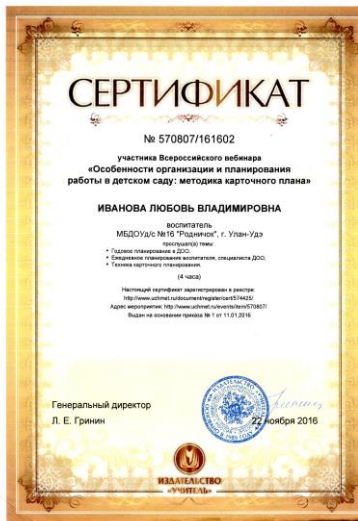 СЕРТИФИКАТ
№ 570807/161602
участника Всероссийского вебинара
«Особенности организации и планирования
работы в детском саду: методика карточного плана»
ИВАНОВА ЛЮБОВЬ ВЛАДИМИРОВНА
воспитатель
МБДОУд/с №16 "Родничок", г. Улан-Удэ
прослушал(а) темы:
• Годовое планирование в ДОО.
• Ежедневное планирование воспитателя, специалиста ДОО.
• Техника карточного планирования.
(4 часа)
Настоящий сертификат зарегистрирован в реестре:
http://www.uchmet.ru/document/register/cert/574425/
Адрес мероприятия: http://www.uchmet.ru/events/item/570807/
Выдан на основании приказа № 1 от 11.01.2016
Генеральный директор
Л. Е. Гринин
22 ноября 2016
ИЗДАТЕЛЬСТВО
«УЧИТЕЛЬ»